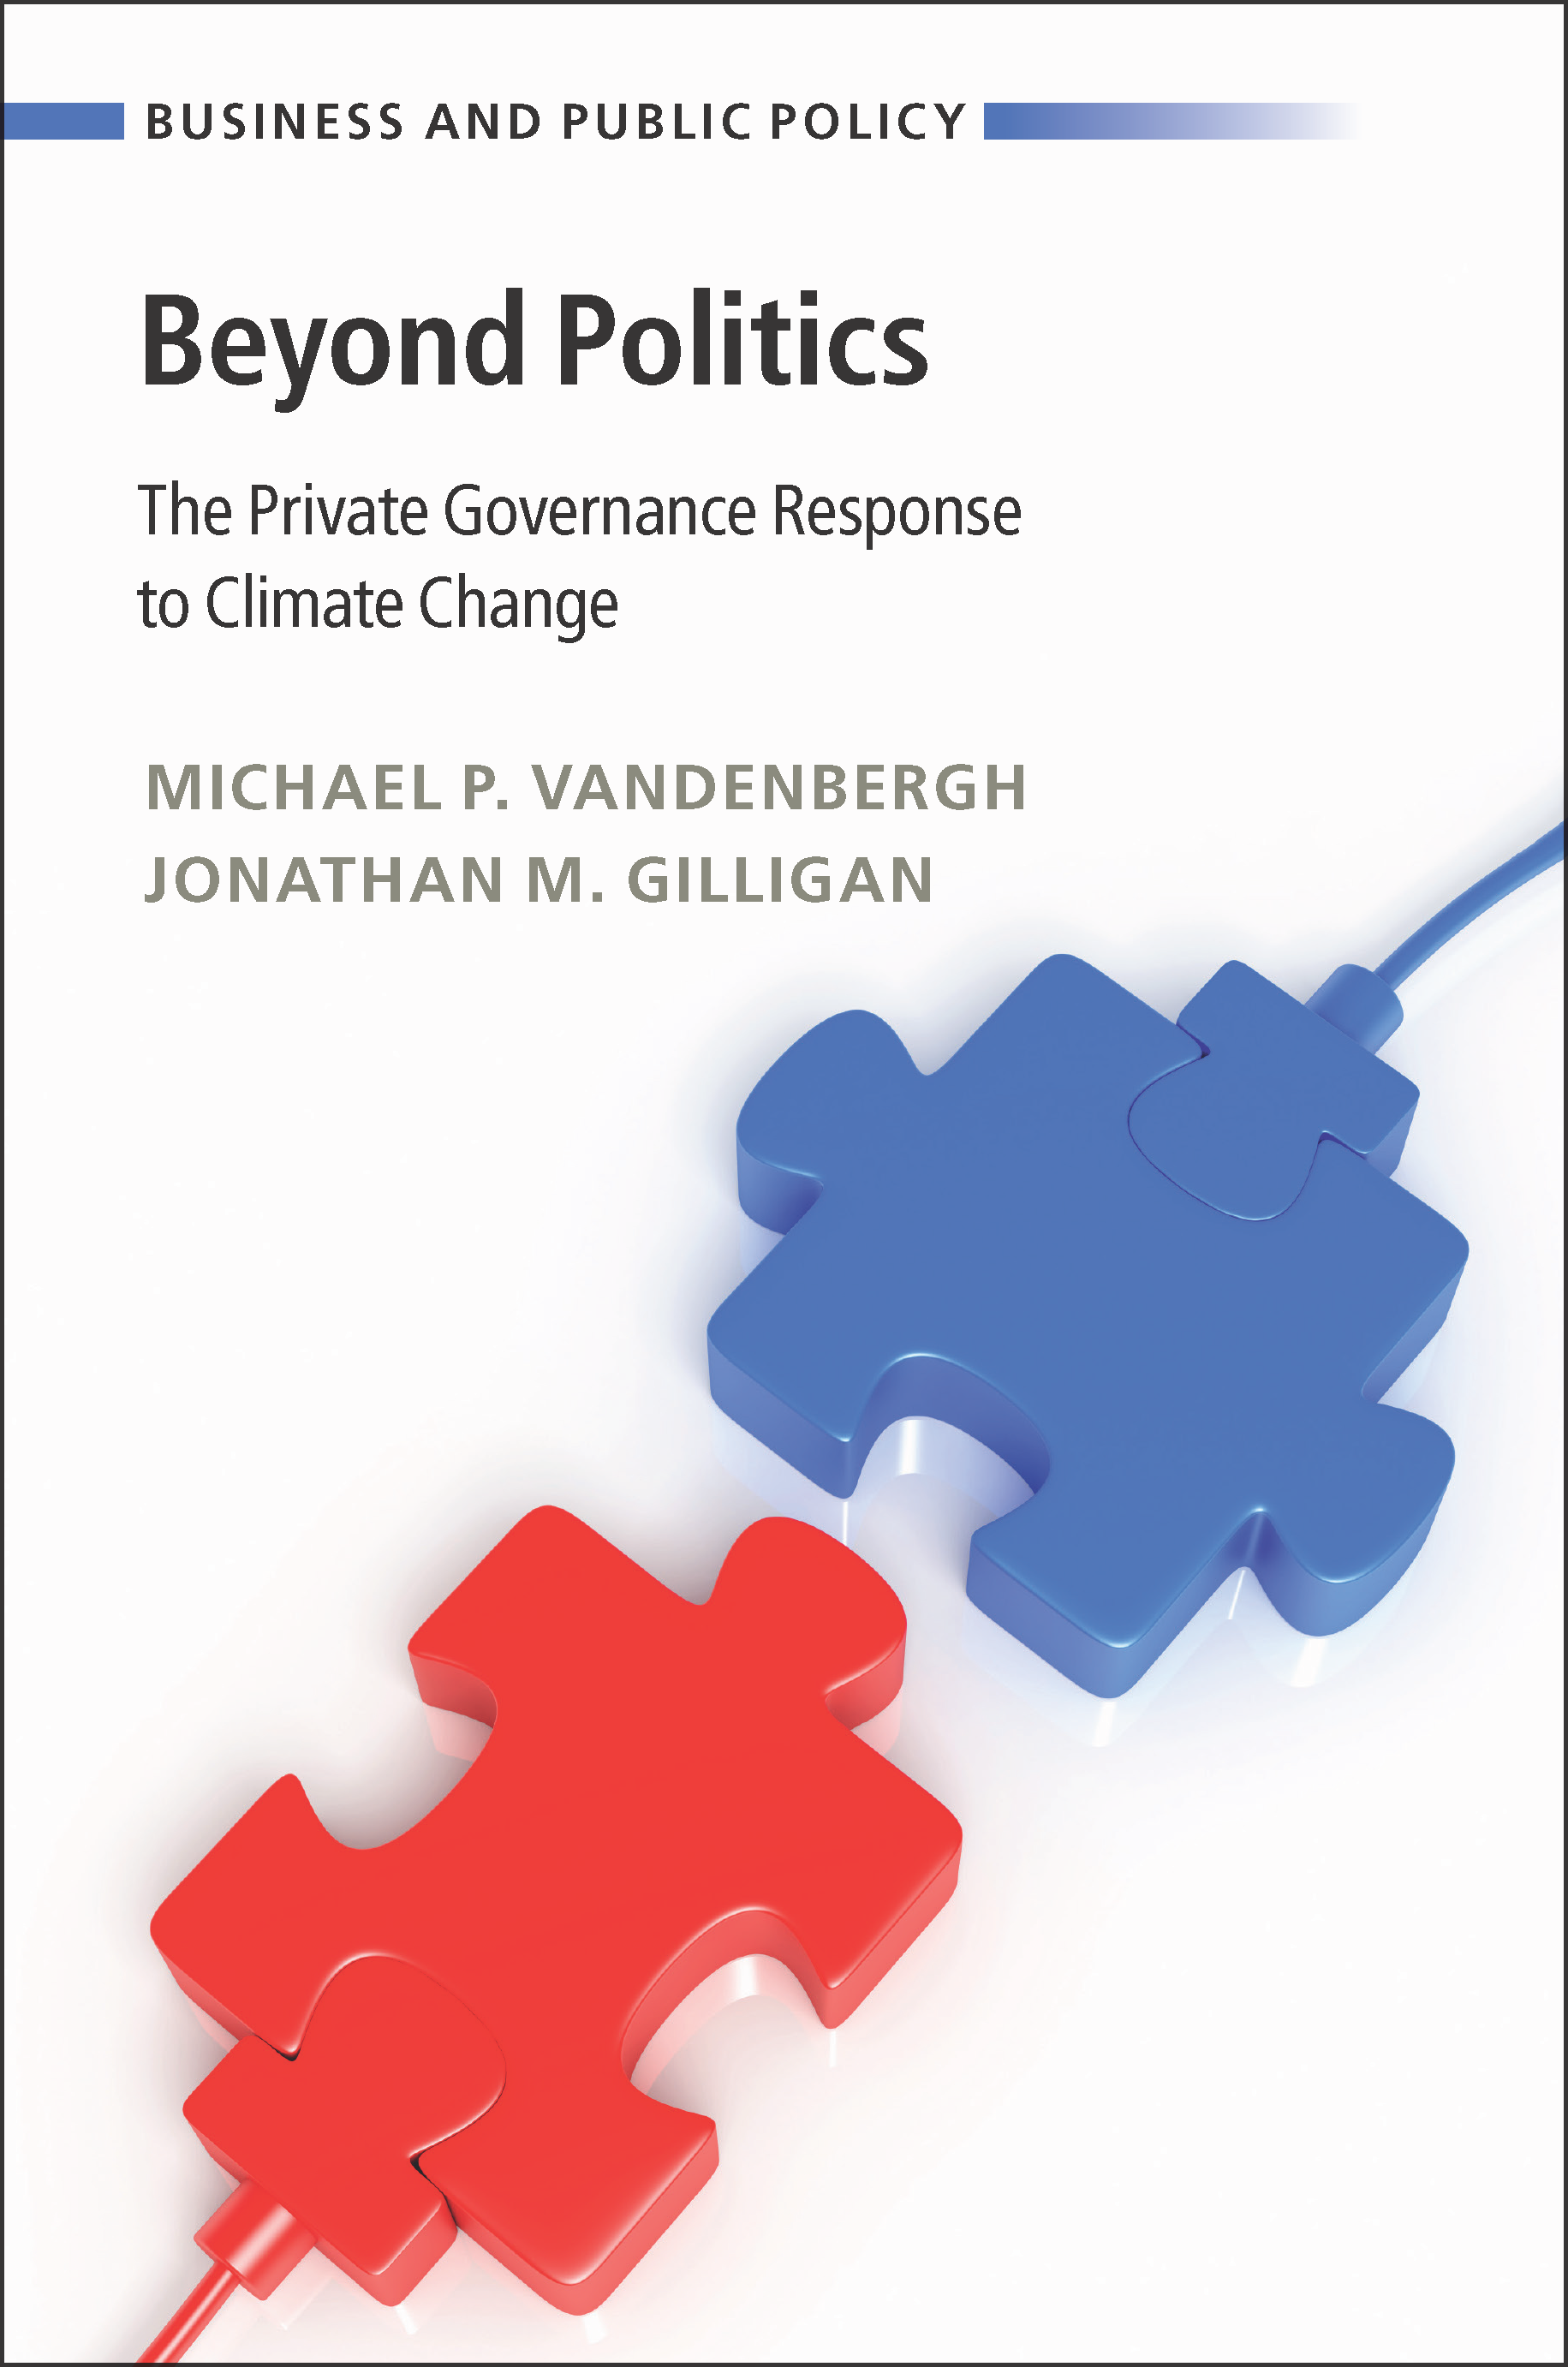 BUSINESS AND PUBLIC POLICY
Beyond Politics
The Private Governance Response
to Climate Change
MICHAEL P. VANDENBERGH
JONATHAN M. GILLIGAN